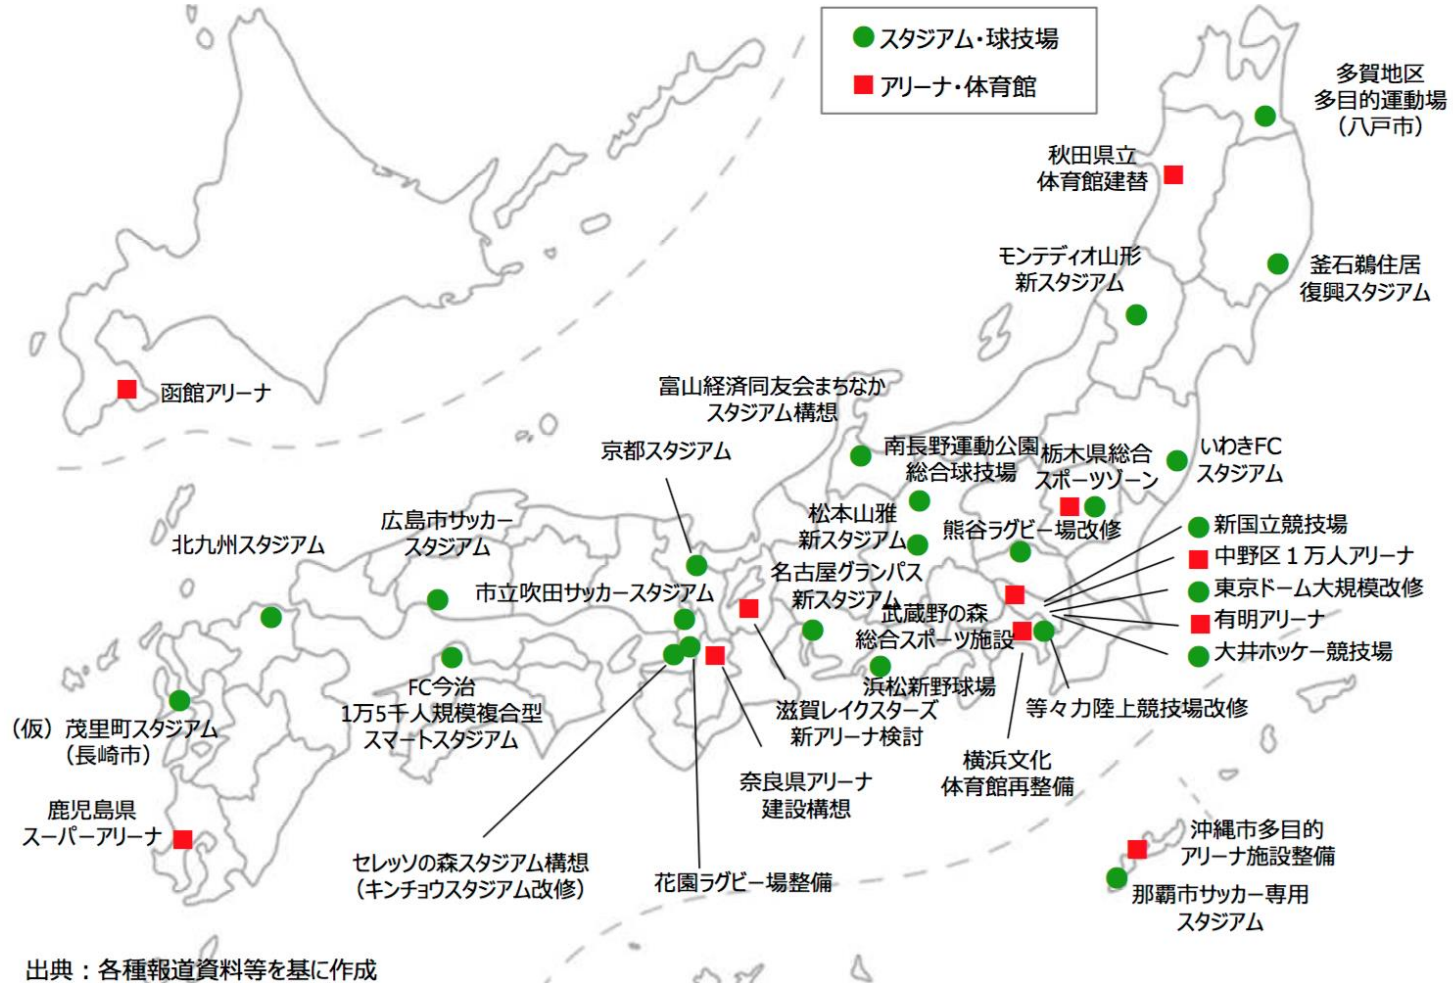 スタジアム・球技場
アリーナ・体育館
多賀地区
多目的運動場
（八戸市）
秋田県立
体育館建替
モンテディオ山形
新スタジアム
釜石鵜住居
復興スタジアム
函館アリーナ
富山経済同友会まちなか
スタジアム構想
京都スタジアム
南長野運動公園
総合球技場
栃木県総合
スポーツゾーン
いわきFC
スタジアム
広島市サッカー
スタジアム
北九州スタジアム
松本山雅
新スタジアム
熊谷ラグビー場改修
新国立競技場
中野区１万人アリーナ
東京ドーム大規模改修
有明アリーナ
大井ホッケー競技場
市立吹田サッカースタジアム
名古屋グランパス
新スタジアム
武蔵野の森
総合スポーツ施設
FC今治
1万5千人規模複合型
スマートスタジアム
浜松新野球場
滋賀レイクスターズ
新アリーナ検討
等々力陸上競技場改修
（仮）茂里町スタジアム
（長崎市）
横浜文化
体育館再整備
奈良県アリーナ
建設構想
鹿児島県
スーパーアリーナ
沖縄市多目的
アリーナ施設整備
セレッソの森スタジアム構想
（キンチョウスタジアム改修）
花園ラグビー場整備
那覇市サッカー専用
スタジアム
出典：各種報道資料等を基に作成